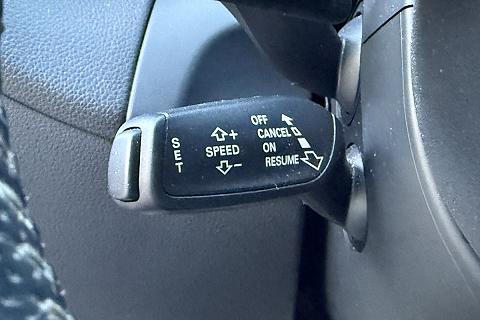 SET
+
SPEED
-
OFF
CANCEL
ON
RESUME